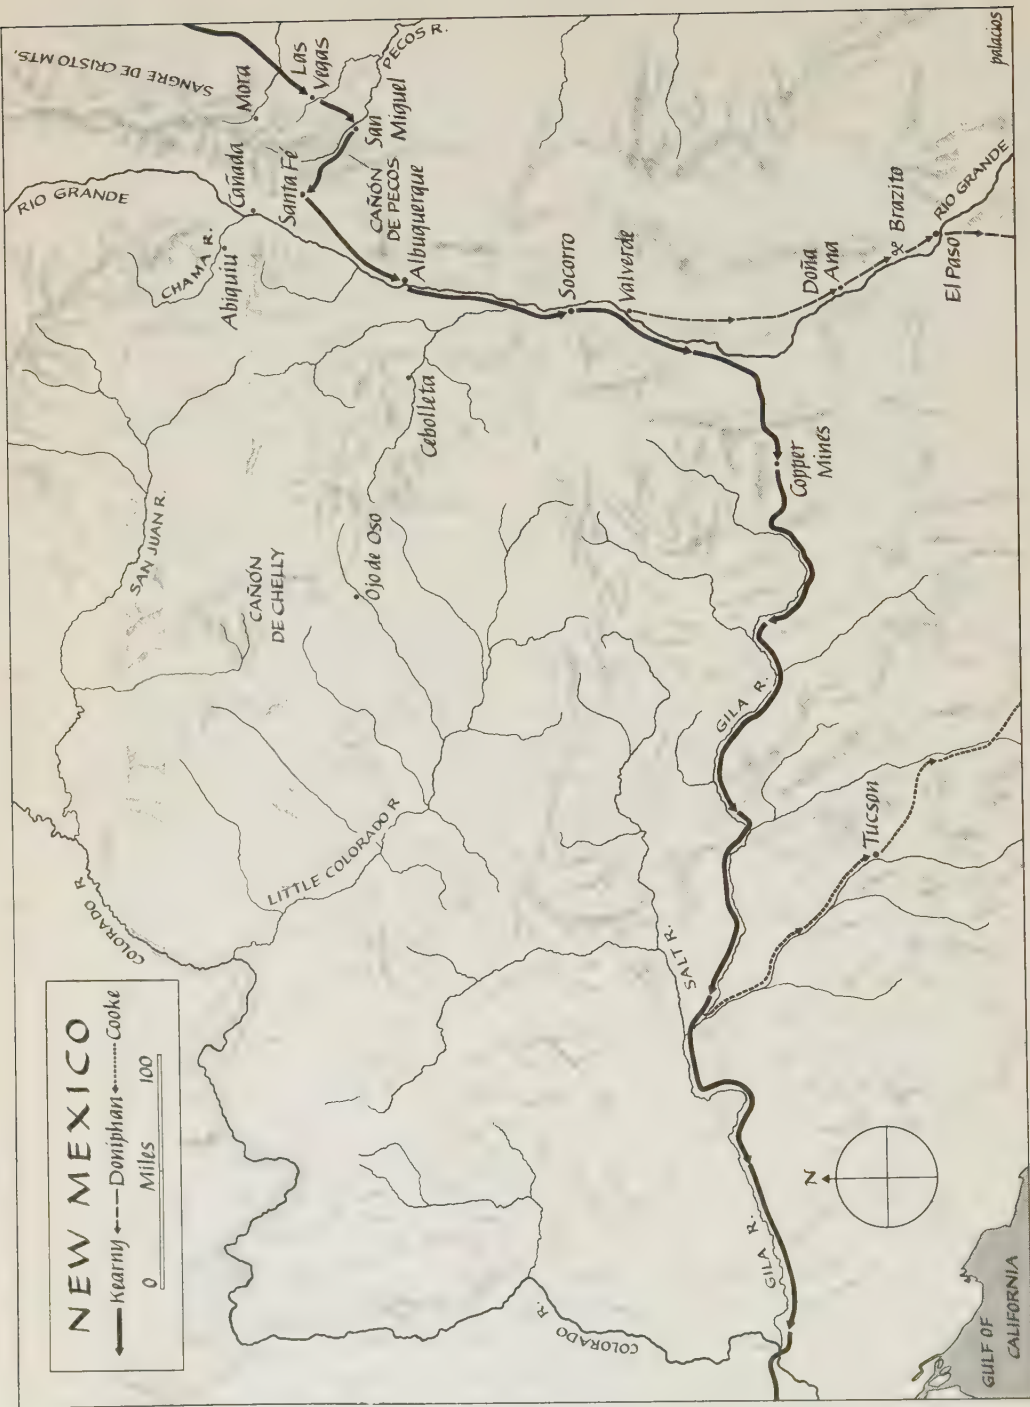 NEW MEXICO
Kearny Doniphan Cooke
0 Miles 100
SANGRE DE CRISTO MTS.
RIO GRANDE
CHAMA R.
Abiquiu
Cañada
Mora
Las
Vegas
PECOS R.
San
Miguel
Santa Fé
CAÑÓN
DE PECOS
Albuquerque
SAN JUAN R.
CAÑÓN
DE CHELLY
Ojo de Oso
Cebolleta
Socorro
Valverde
COLORADO R.
LITTLE COLORADO R.
Copper
Mines
Doña
Ana
Brazito
RIO GRANDE
El Paso
SALT R.
GILA R.
Tucson
GILA R.
COLORADO
R.
N
GULF OF
CALIFORNIA
palacios